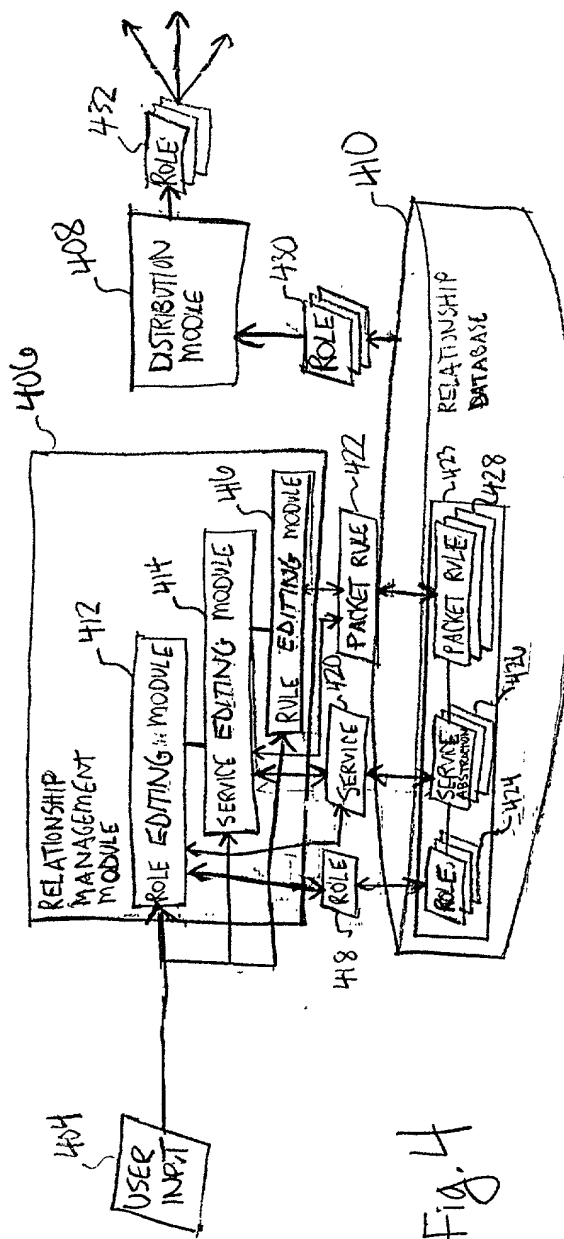 404
USER
INPUT
406
RELATIONSHIP
MANAGEMENT
MODULE
412
ROLE EDITING MODULE
414
SERVICE EDITING MODULE
416
RULE EDITING MODULE
408
DISTRIBUTION
MODULE
432
ROLE
418
ROLE
420
SERVICE
422
PACKET RULE
430
ROLE
410
RELATIONSHIP
DATABASE
423
ROLE
424
SERVICE
ABSTRACTION
426
PACKET RULE
428
Fig. 4